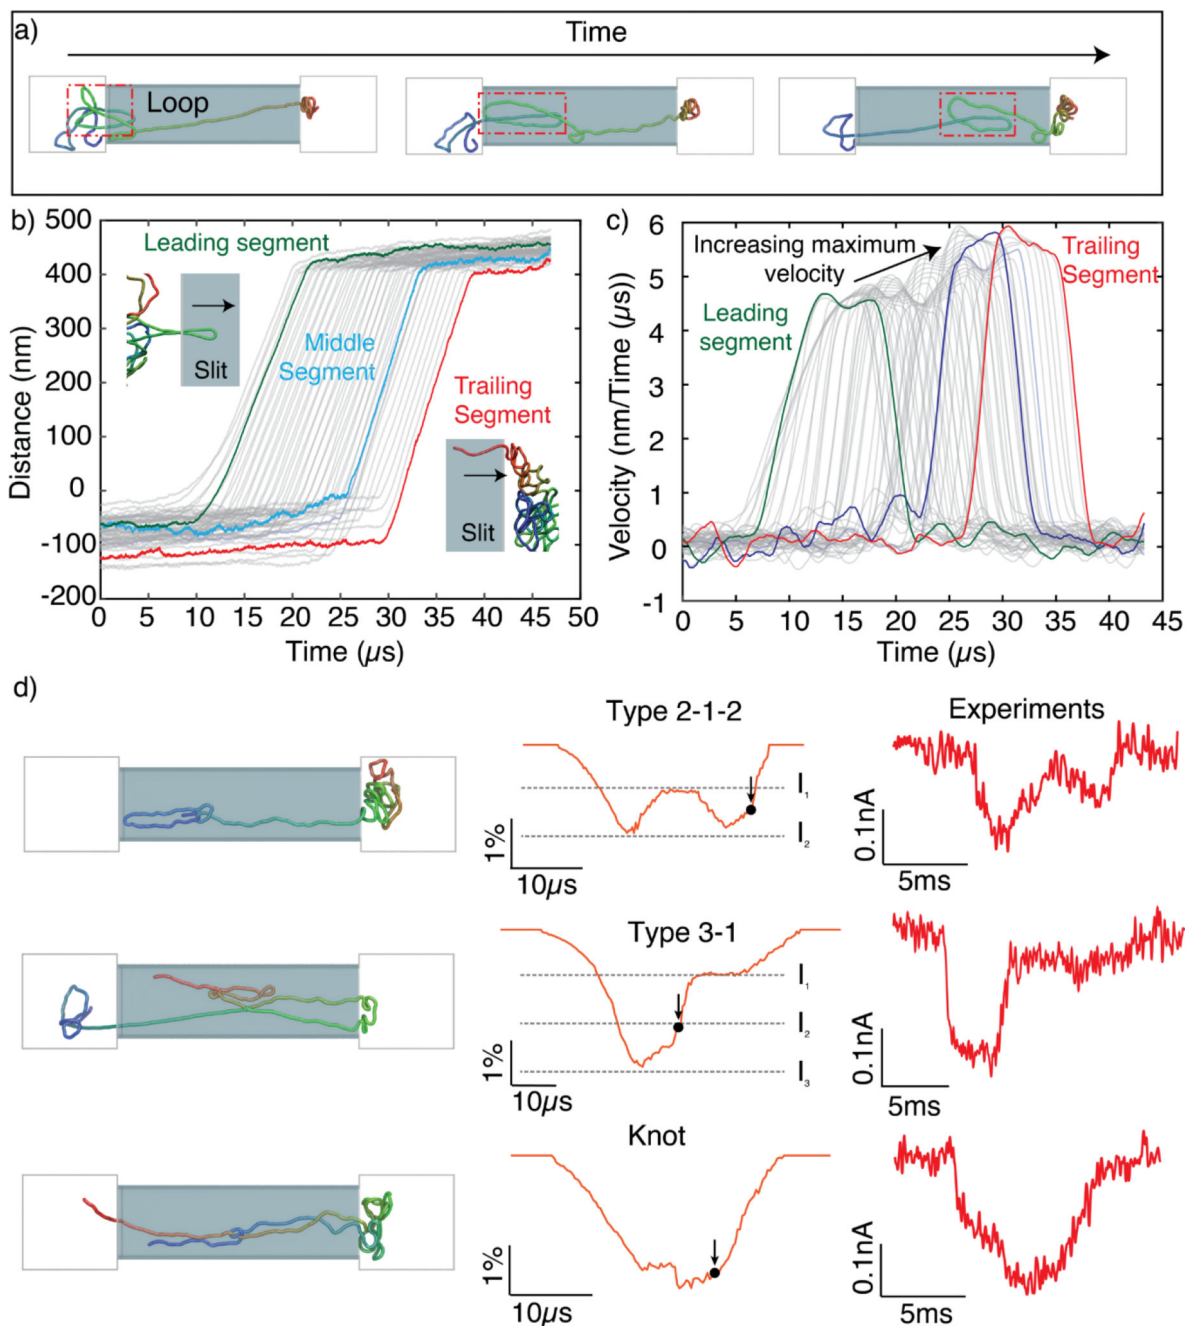 a)
Time
Loop
b)
500
400
300
200
100
0
-100
-200
Distance (nm)
Leading segment
Slit
Middle
Segment
Trailing
Segment
Slit
0 5 10 15 20 25 30 35 40 45 50
Time (µs)
c)
6
5
4
3
2
1
0
-1
Velocity (nm/Time (µs))
Increasing maximum
velocity
Leading
segment
Trailing
Segment
0 5 10 15 20 25 30 35 40 45
Time (µs)
d)
Type 2-1-2
Experiments
I1
I2
1%
10µs
0.1nA
5ms
Type 3-1
I1
I2
I3
1%
10µs
0.1nA
5ms
Knot
1%
10µs
0.1nA
5ms